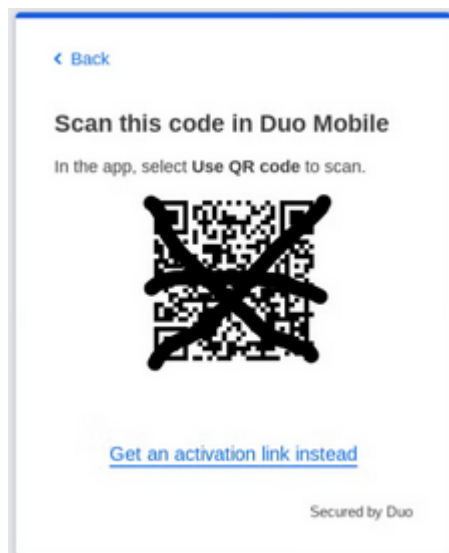 Back
Scan this code in Duo Mobile
In the app, select Use QR code to scan.
Get an activation link instead
Secured by Duo